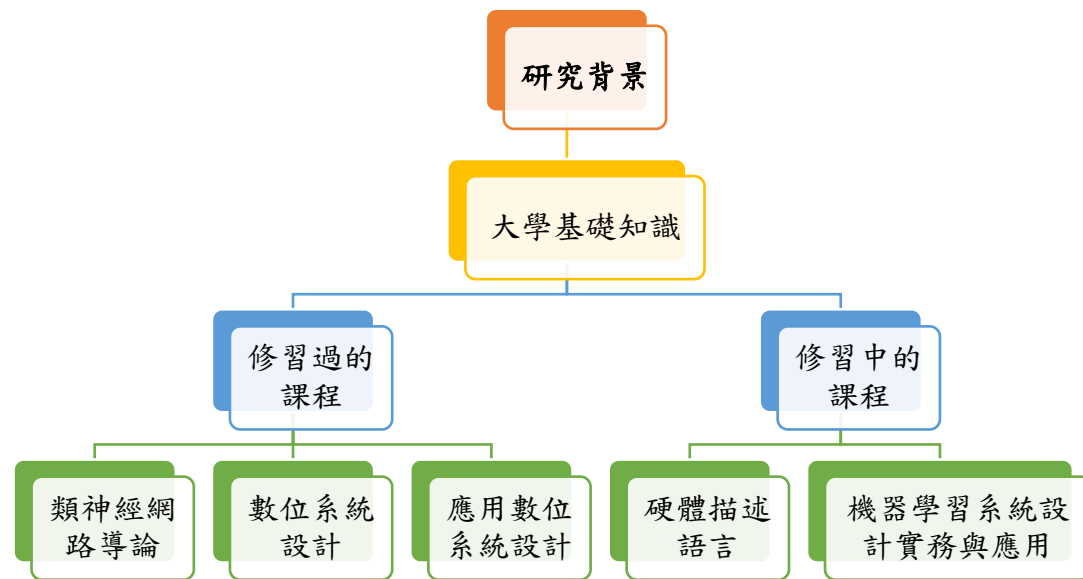 研究背景
大學基礎知識
修習過的
課程
修習中的
課程
類神經網
路導論
數位系統
設計
應用數位
系統設計
硬體描述
語言
機器學習系統設
計實務與應用